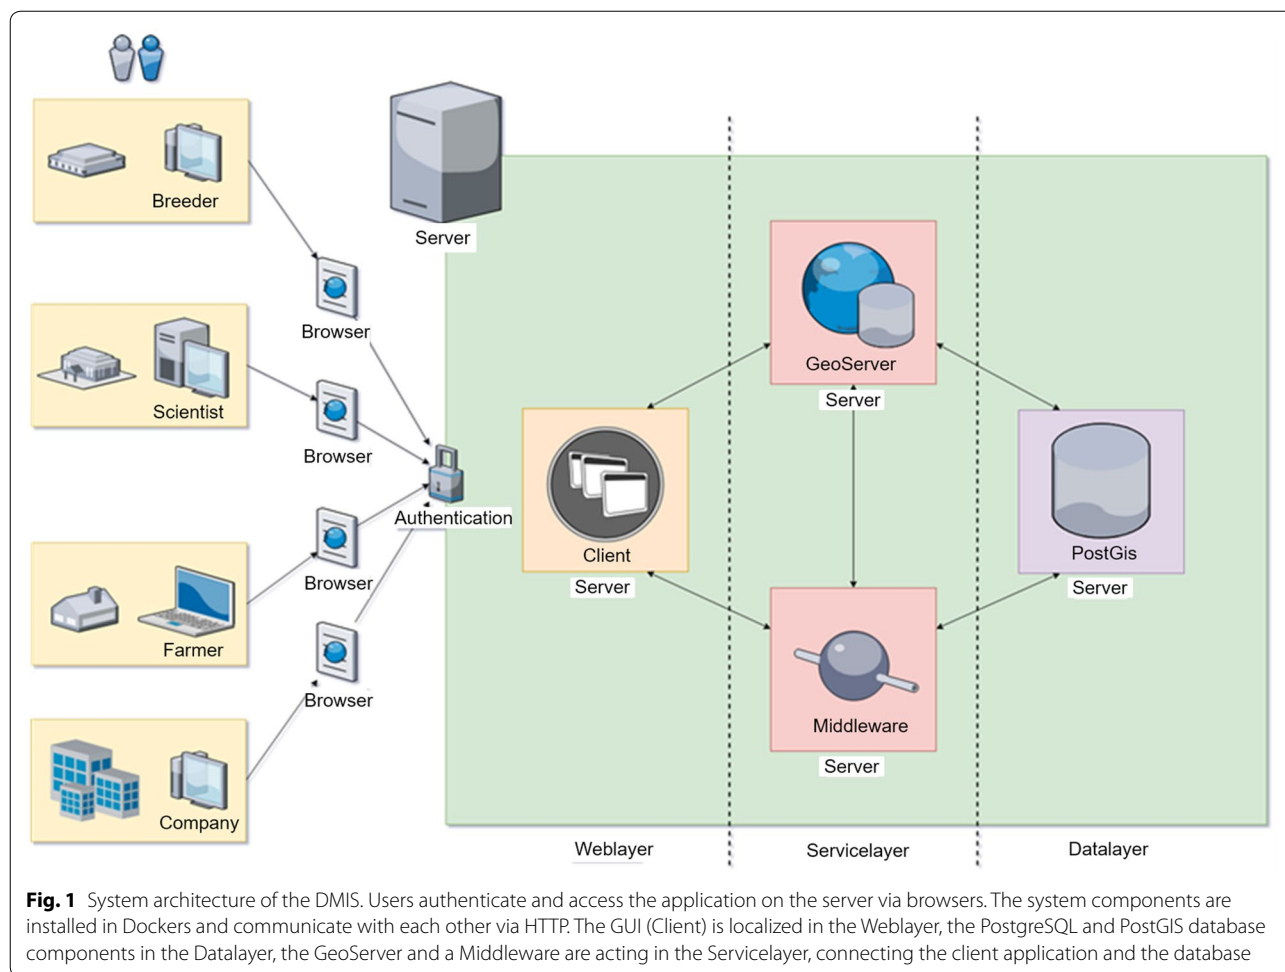 Breeder
Server
Browser
Scientist
Browser
GeoServer
Server
Authentication
Client
Server
PostGis
Server
Browser
Farmer
Browser
Middleware
Server
Company
Weblayer
Servicelayer
Datalayer
Fig. 1 System architecture of the DMIS. Users authenticate and access the application on the server via browsers. The system components are
installed in Dockers and communicate with each other via HTTP. The GUI (Client) is localized in the Weblayer, the PostgreSQL and PostGIS database
components in the Datalayer, the GeoServer and a Middleware are acting in the Servicelayer, connecting the client application and the database